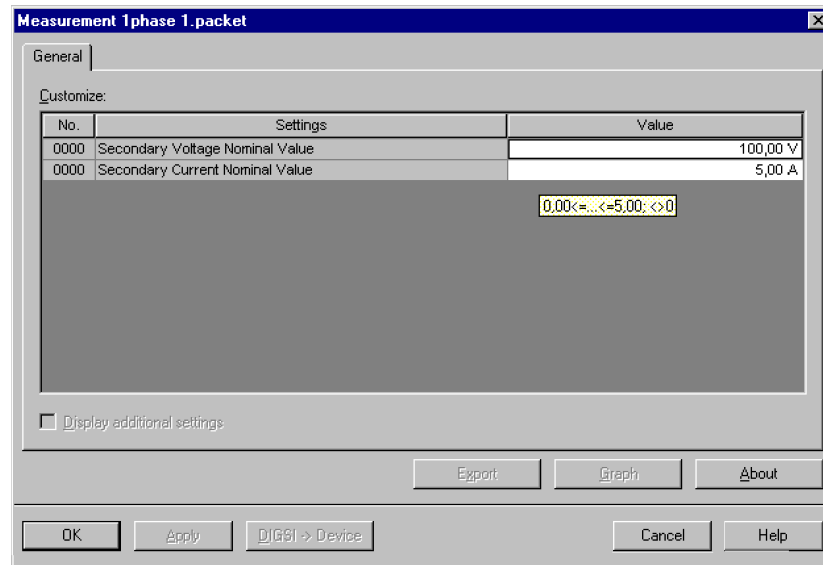 Measurement 1phase 1.packet
General
Customize:
No. Settings Value
0000 Secondary Voltage Nominal Value 100,00 V
0000 Secondary Current Nominal Value 5,00 A
0,00<=...<=5,00; <>0
Display additional settings
Export Graph About
OK Apply DIGSI -> Device Cancel Help